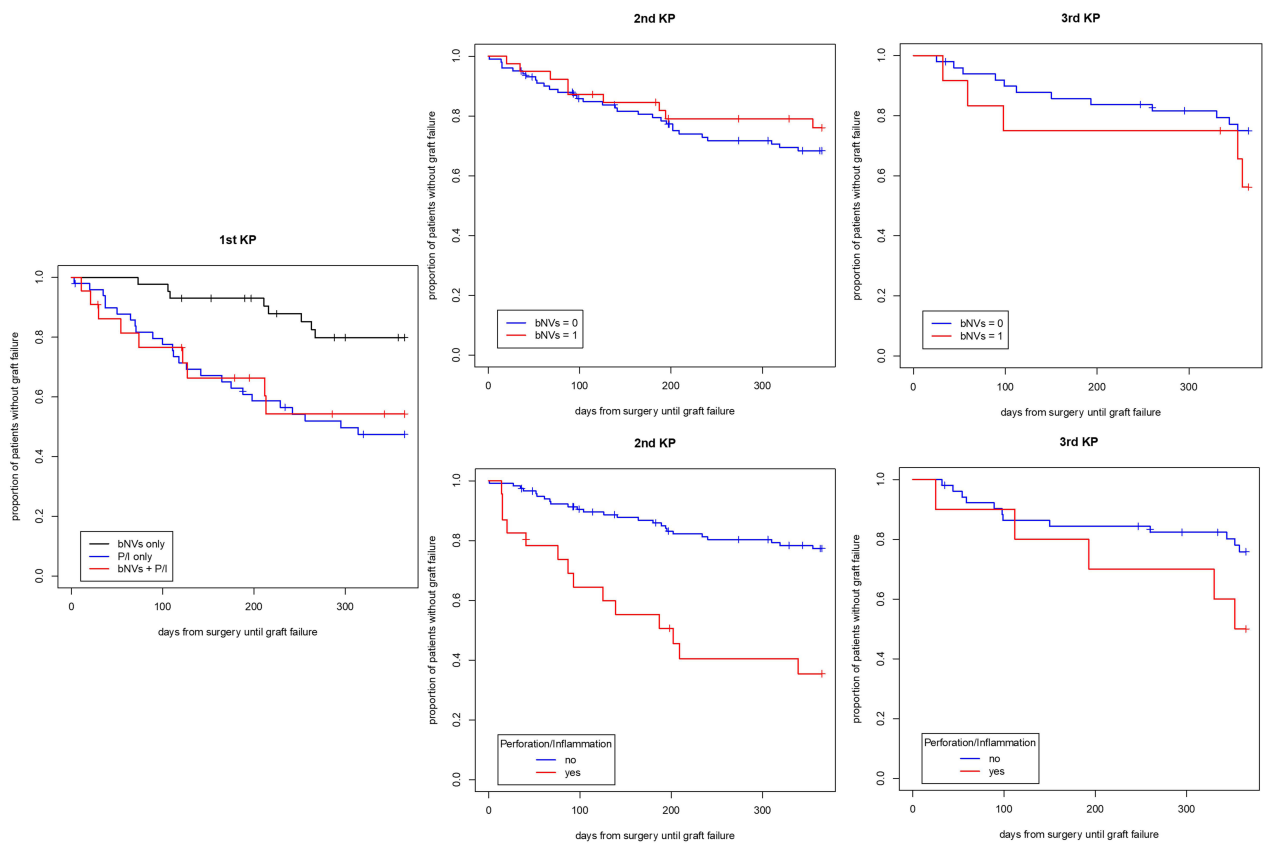 1st KP
proportion of patients without graft failure
1.0
0.8
0.6
0.4
0.2
0.0
bNVs only
P/I only
bNVs + P/I
0 100 200 300
days from surgery until graft failure
2nd KP
proportion of patients without graft failure
1.0
0.8
0.6
0.4
0.2
0.0
bNVs = 0
bNVs = 1
0 100 200 300
days from surgery until graft failure
3rd KP
proportion of patients without graft failure
1.0
0.8
0.6
0.4
0.2
0.0
bNVs = 0
bNVs = 1
0 100 200 300
days from surgery until graft failure
2nd KP
proportion of patients without graft failure
1.0
0.8
0.6
0.4
0.2
0.0
Perforation/Inflammation
no
yes
0 100 200 300
days from surgery until graft failure
3rd KP
proportion of patients without graft failure
1.0
0.8
0.6
0.4
0.2
0.0
Perforation/Inflammation
no
yes
0 100 200 300
days from surgery until graft failure